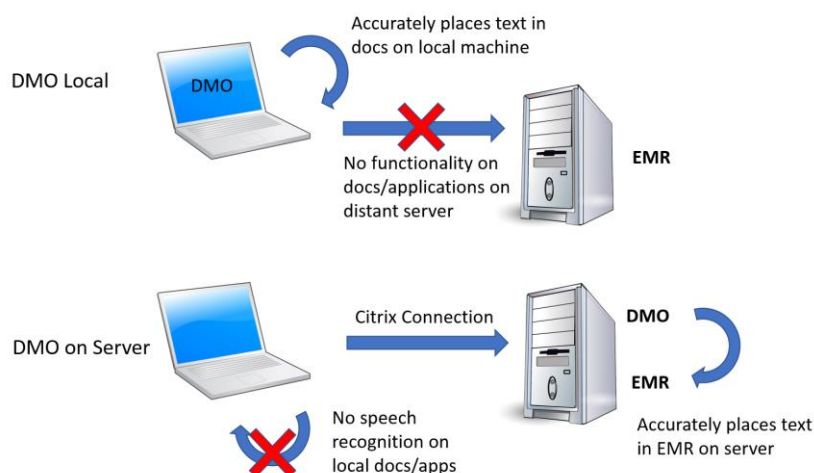 Accurately places text in
docs on local machine
DMO Local
DMO
No functionality on
docs/applications on
distant server
EMR
Citrix Connection
DMO
DMO on Server
EMR
No speech
recognition on
local docs/apps
Accurately places text
in EMR on server